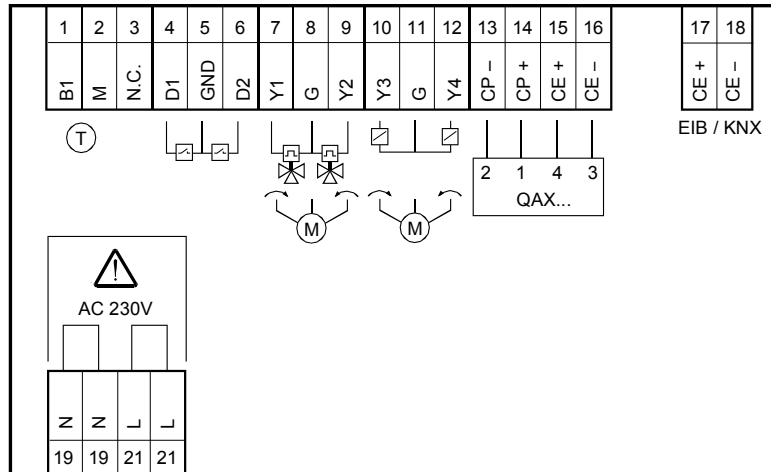 1 2 3 4 5 6 7 8 9 10 11 12 13 14 15 16 17 18
B1 M N.C. D1 GND D2 Y1 G Y2 Y3 G Y4 CP – CP + CE + CE – CE + CE –
T
EIB / KNX
2 1 4 3
QAX...
M M
AC 230V
N N L L
19 19 21 21